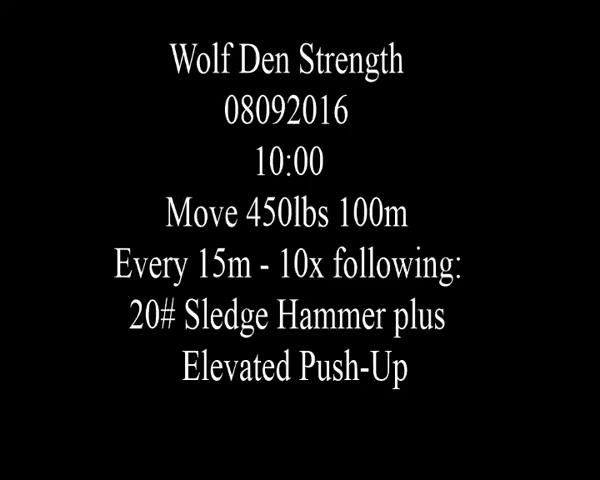 Wolf Den Strength
08092016
10:00
Move 450lbs 100m
Every 15m - 10x following:
20# Sledge Hammer plus
Elevated Push-Up